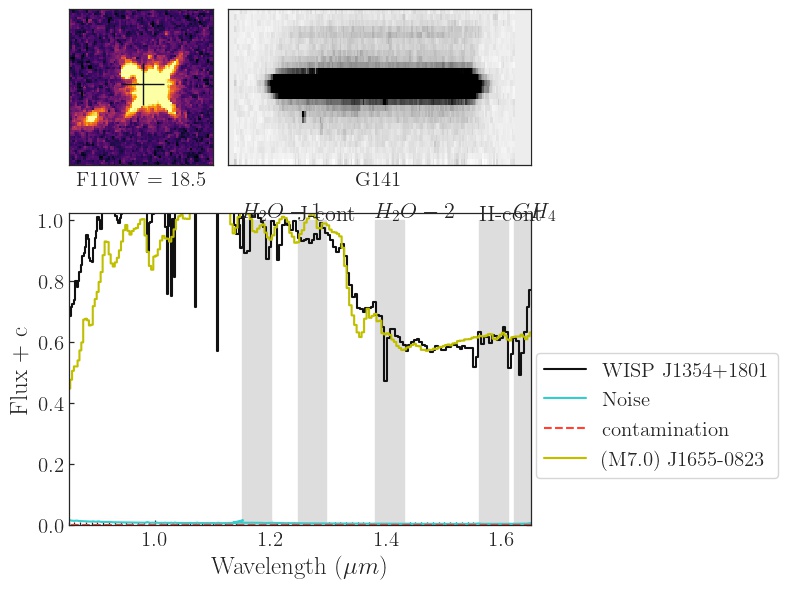 F110W = 18.5
G141
H₂O − 1
J-cont
H₂O − 2
H-cont
CH₄
1.0
0.8
0.6
0.4
0.2
0.0
Flux + c
1.0
1.2
1.4
1.6
Wavelength (μm)
WISP J1354+1801
Noise
contamination
(M7.0) J1655-0823